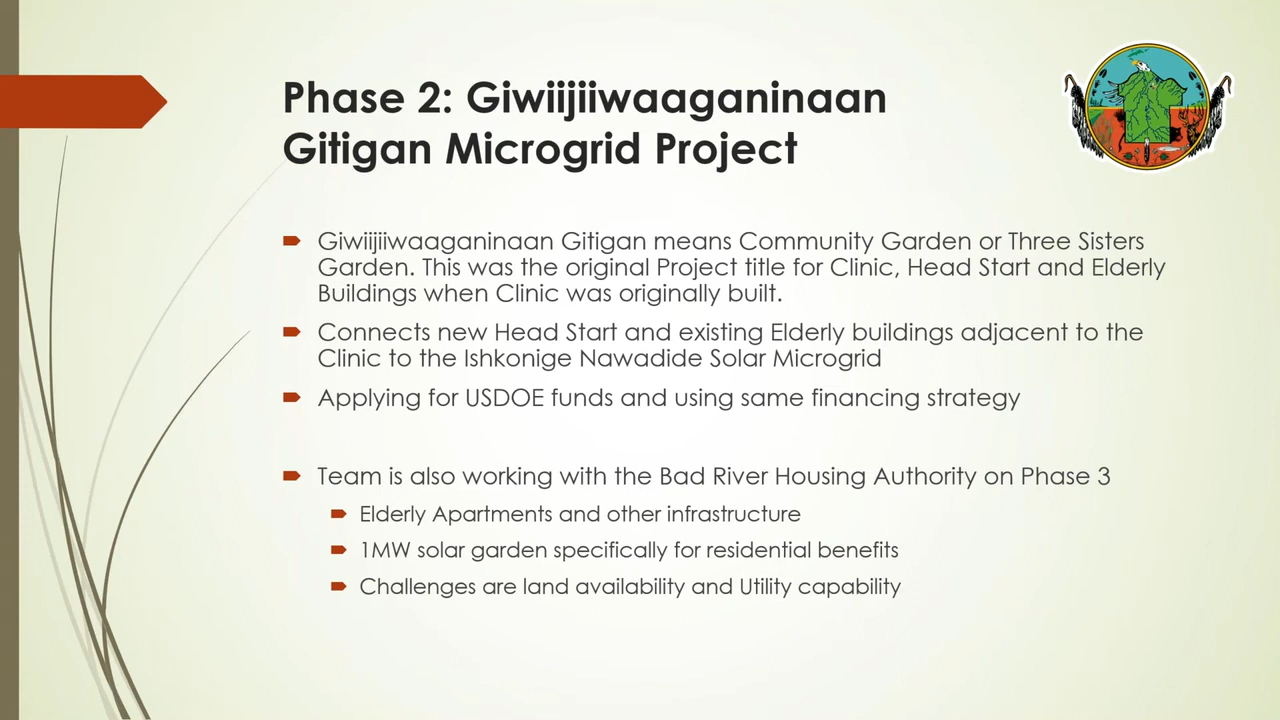 Phase 2: Giwiijiiwaaganinaan
Gitigan Microgrid Project
Giwiijiiwaaganinaan Gitigan means Community Garden or Three Sisters
Garden. This was the original Project title for Clinic, Head Start and Elderly
Buildings when Clinic was originally built.
Connects new Head Start and existing Elderly buildings adjacent to the
Clinic to the Ishkonige Nawadide Solar Microgrid
Applying for USDOE funds and using same financing strategy
Team is also working with the Bad River Housing Authority on Phase 3
Elderly Apartments and other infrastructure
1MW solar garden specifically for residential benefits
Challenges are land availability and Utility capability